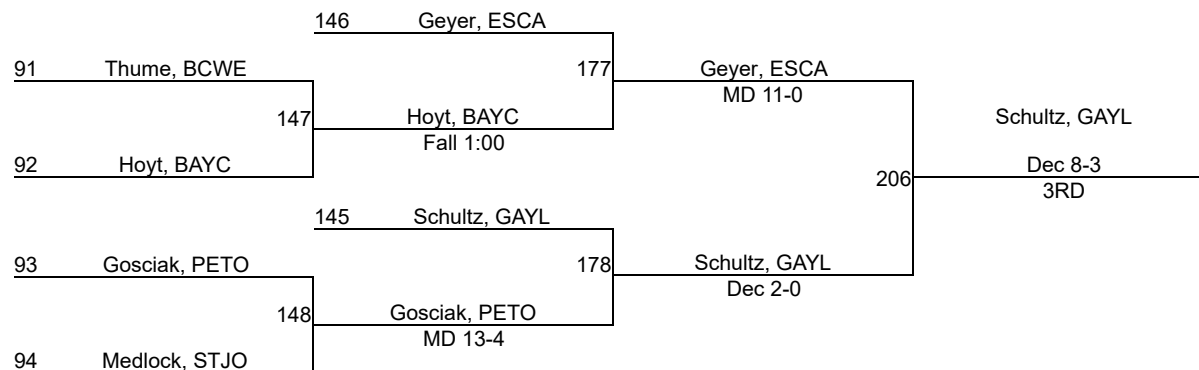 146 Geyer, ESCA
91 Thume, BCWE
177 Geyer, ESCA
MD 11-0
147 Hoyt, BAYC
Schultz, GAYL
Fall 1:00
92 Hoyt, BAYC
Dec 8-3
206
3RD
145 Schultz, GAYL
93 Gosciak, PETO
178 Schultz, GAYL
Dec 2-0
148 Gosciak, PETO
MD 13-4
94 Medlock, STJO